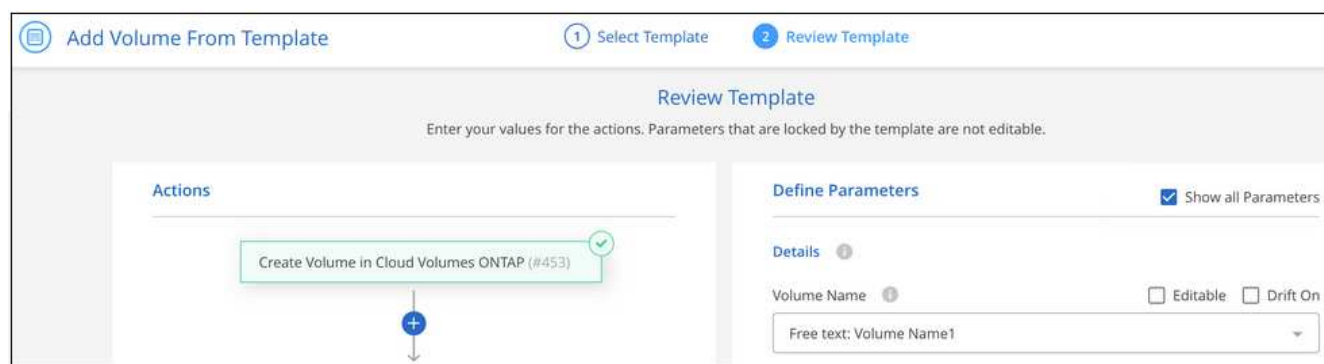 Add Volume From Template
1 Select Template
2 Review Template
Review Template
Enter your values for the actions. Parameters that are locked by the template are not editable.
Actions
Create Volume in Cloud Volumes ONTAP (#453)
Define Parameters
Show all Parameters
Details
Volume Name
Editable
Drift On
Free text: Volume Name1